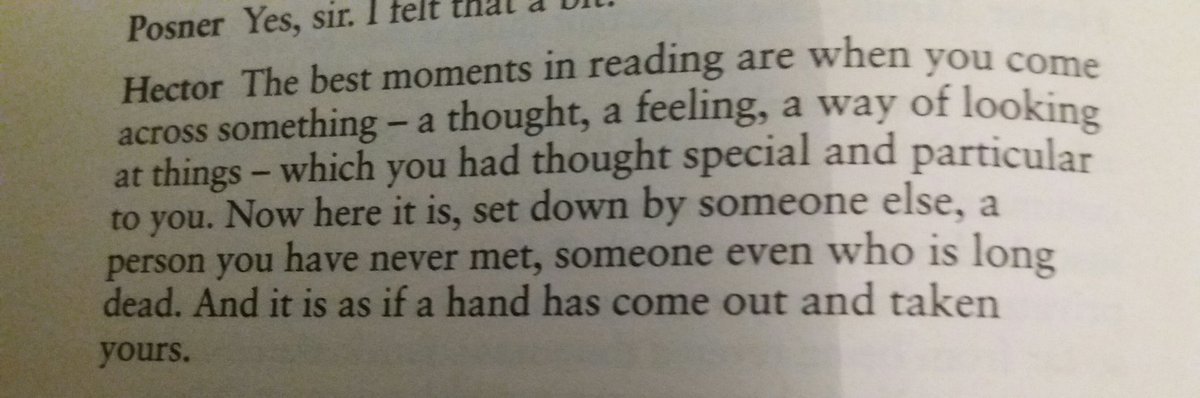 Posner Yes, sir. I felt that a bit.
Hector The best moments in reading are when you come
across something – a thought, a feeling, a way of looking
at things – which you had thought special and particular
to you. Now here it is, set down by someone else, a
person you have never met, someone even who is long
dead. And it is as if a hand has come out and taken
yours.